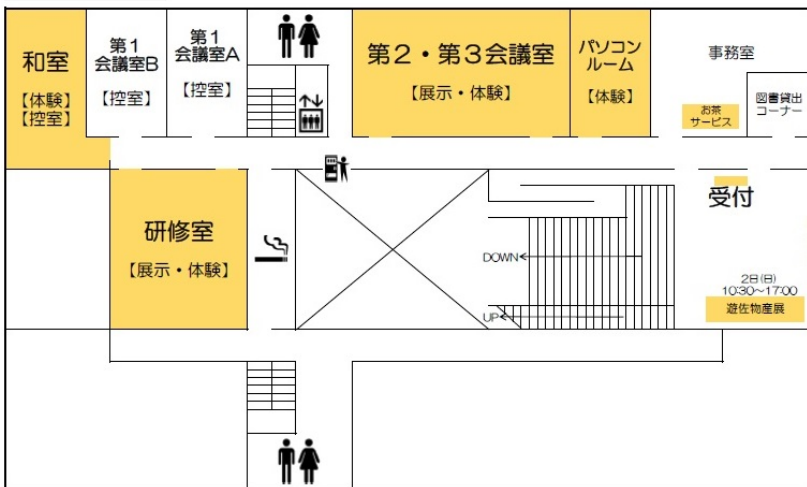 和室
【体験】
【控室】
第1
会議室B
【控室】
第1
会議室A
【控室】
第2・第3会議室
【展示・体験】
パソコン
ルーム
【体験】
事務室
お茶
サービス
図書貸出
コーナー
研修室
【展示・体験】
受付
DOWN
UP
2日(日)
10:30～17:00
遊佐物産展